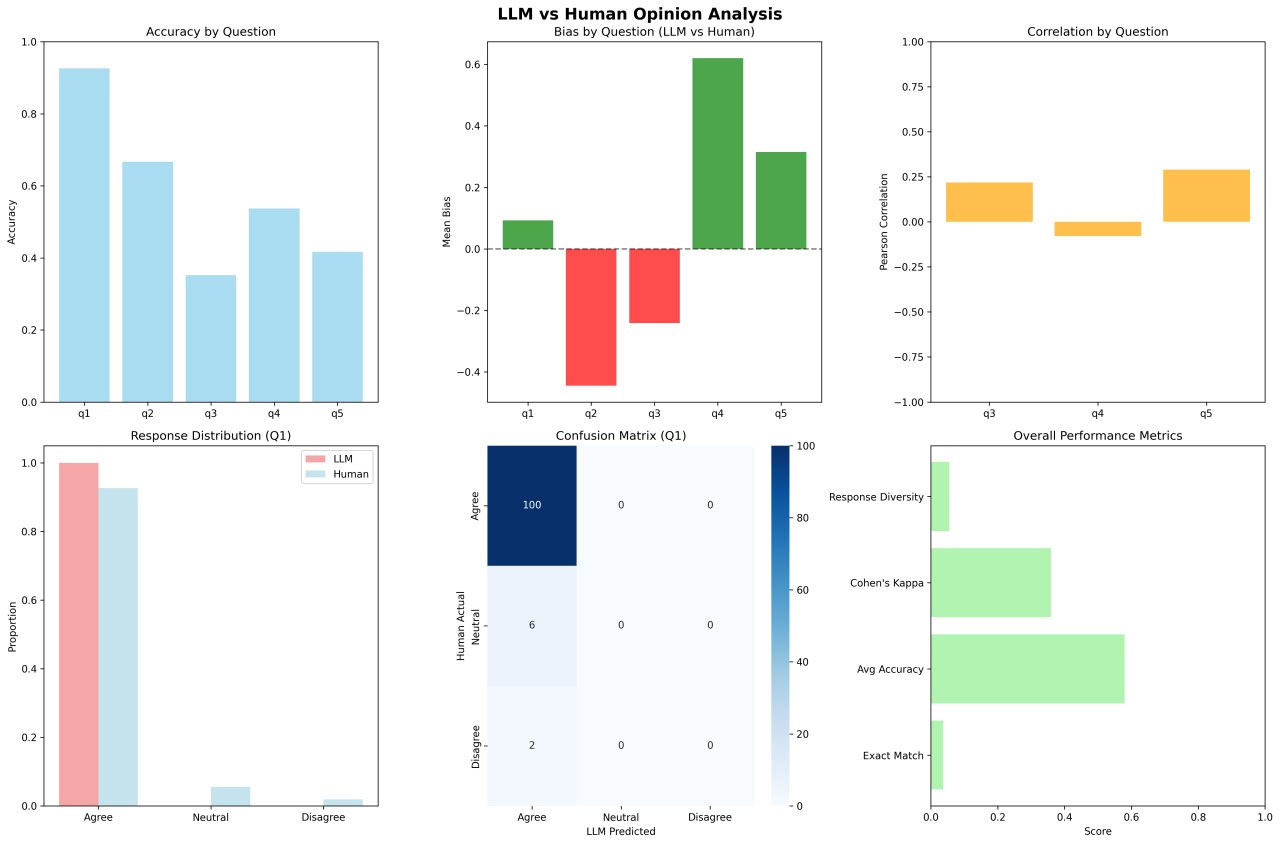 LLM vs Human Opinion Analysis
Accuracy by Question
Accuracy
1.0
0.8
0.6
0.4
0.2
0.0
q1 q2 q3 q4 q5
Bias by Question (LLM vs Human)
Mean Bias
0.6
0.4
0.2
0.0
−0.2
−0.4
q1 q2 q3 q4 q5
Correlation by Question
Pearson Correlation
1.00
0.75
0.50
0.25
0.00
−0.25
−0.50
−0.75
−1.00
q3 q4 q5
Response Distribution (Q1)
LLM
Human
Proportion
1.0
0.8
0.6
0.4
0.2
0.0
Agree Neutral Disagree
Confusion Matrix (Q1)
Human Actual
Agree 100 0 0
Neutral 6 0 0
Disagree 2 0 0
Agree Neutral Disagree
LLM Predicted
100
80
60
40
20
0
Overall Performance Metrics
Response Diversity
Cohen's Kappa
Avg Accuracy
Exact Match
0.0 0.2 0.4 0.6 0.8 1.0
Score